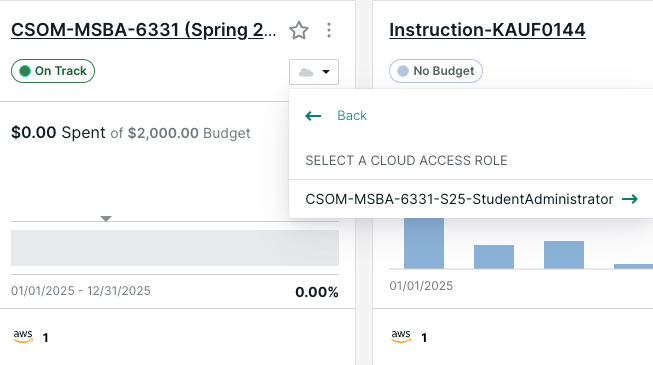 CSOM-MSBA-6331 (Spring 2...
On Track
$0.00 Spent of $2,000.00 Budget
01/01/2025 - 12/31/2025
0.00%
aws 1
Instruction-KAUF0144
No Budget
Back
SELECT A CLOUD ACCESS ROLE
CSOM-MSBA-6331-S25-StudentAdministrator
01/01/2025
aws 1